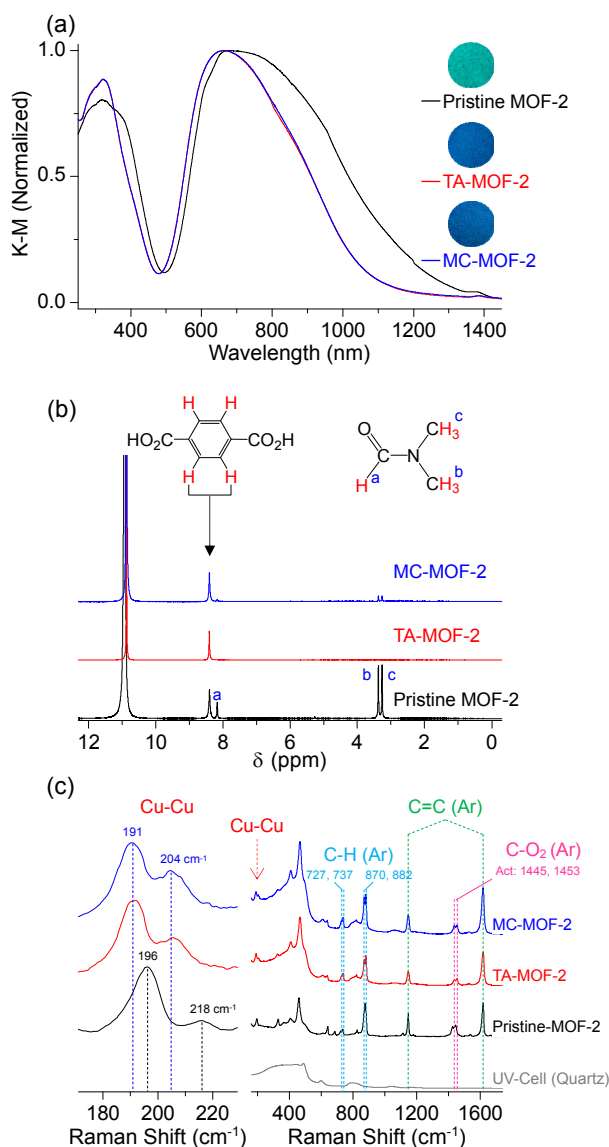 (a)
1.0
0.5
0.0
K-M (Normalized)
Pristine MOF-2
TA-MOF-2
MC-MOF-2
400 600 800 1000 1200 1400
Wavelength (nm)
(b)
H H
HO₂C CO₂H
H H
O c
CH₃
C N
b
H a CH₃
MC-MOF-2
TA-MOF-2
a b c
Pristine MOF-2
12 10 8 6 4 2 0
δ (ppm)
(c)
Cu-Cu
191
204 cm⁻¹
196
218 cm⁻¹
171 191 211 229
Raman Shift (cm⁻¹)
Cu-Cu
C=C (Ar)
C-H (Ar)
727, 737 870, 882
C-O₂ (Ar)
Act: 1445, 1453
MC-MOF-2
TA-MOF-2
Pristine-MOF-2
UV-Cell (Quartz)
400 800 1200 1600
Raman Shift (cm⁻¹)